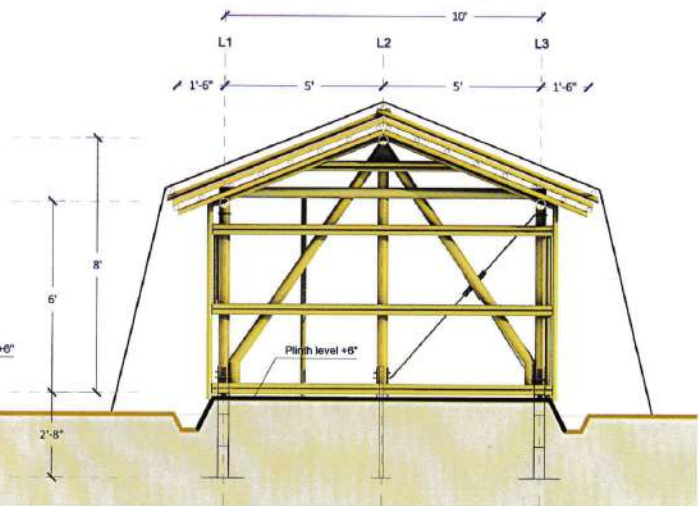 10'
L1 L2 L3
1'-6" 5' 5' 1'-6"
8'
6'
+6"
Plinth level +6"
2'-8"